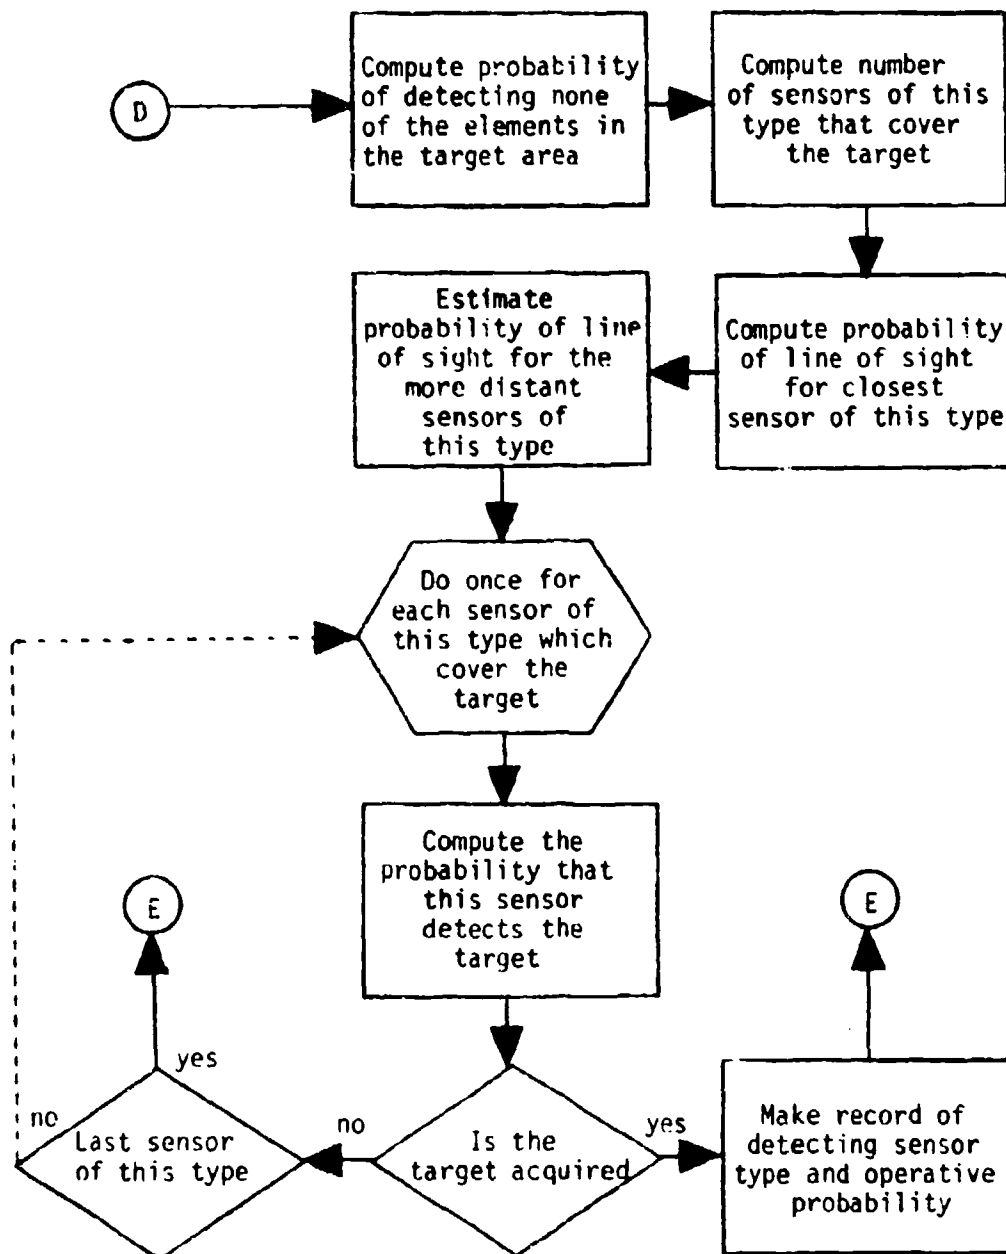 D
Compute probability
of detecting none
of the elements in
the target area
Compute number
of sensors of this
type that cover
the target
Estimate
probability of line
of sight for the
more distant
sensors of
this type
Compute probability
of line of sight
for closest
sensor of this type
Do once for
each sensor of
this type which
cover the
target
Compute the
probability that
this sensor
detects the
target
E
E
yes
no
Last sensor
of this type
no
Is the
target acquired
yes
Make record of
detecting sensor
type and operative
probability